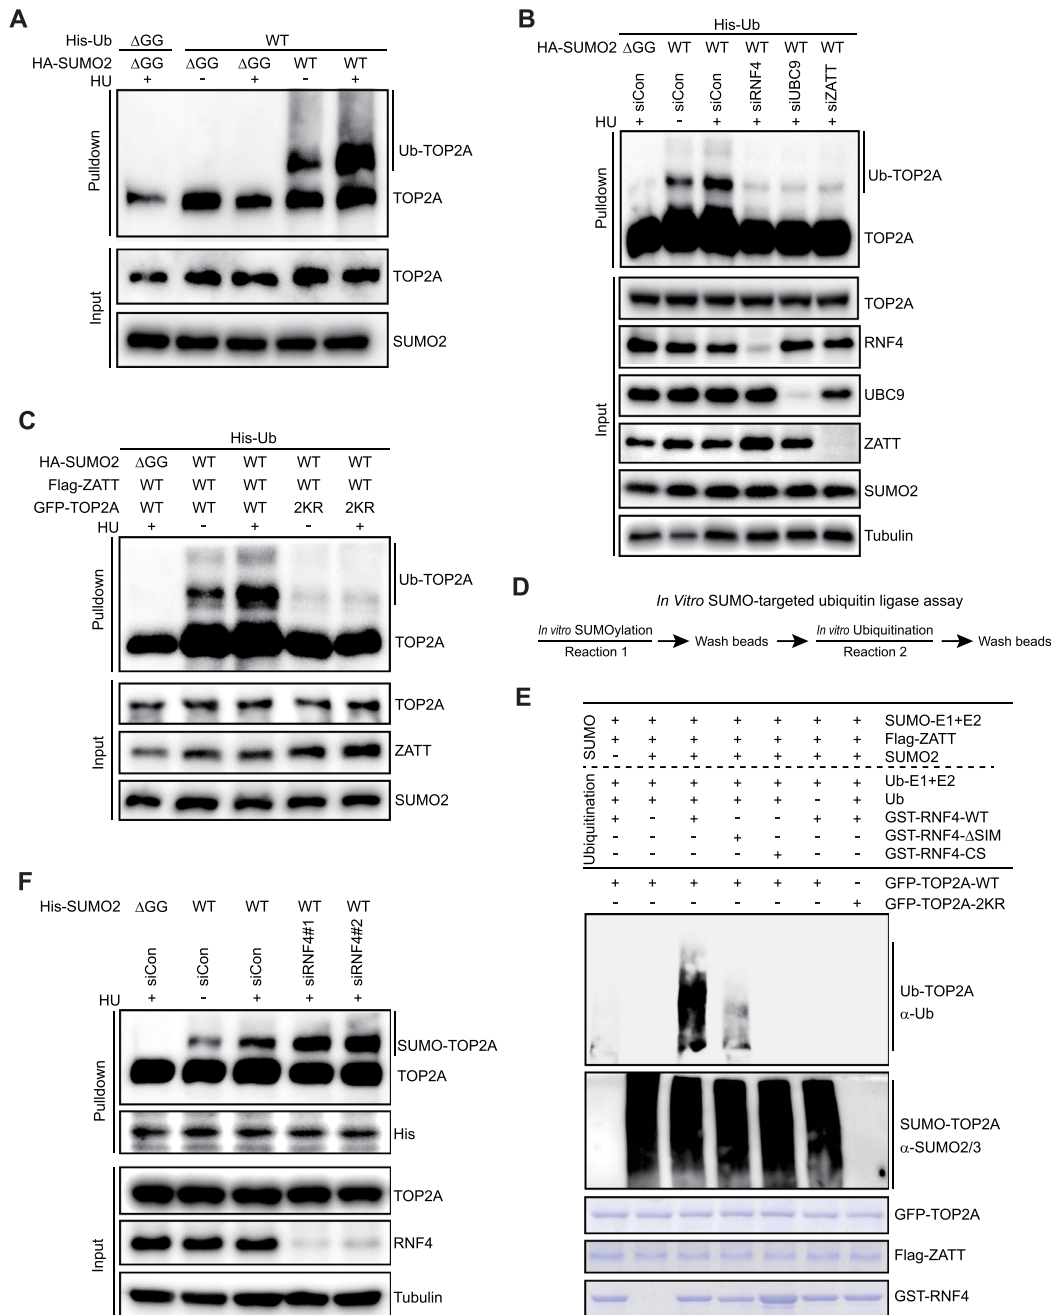 A
His-Ub ΔGG WT
HA-SUMO2 ΔGG ΔGG ΔGG WT WT
HU + - + - +
Pulldown
Ub-TOP2A
TOP2A
Input
TOP2A
SUMO2
B
His-Ub
HA-SUMO2 ΔGG WT WT WT WT WT
siCon siCon siCon siRNF4 siUBC9 siZATT
HU + - + + + +
Pulldown
Ub-TOP2A
TOP2A
Input
TOP2A
RNF4
UBC9
ZATT
SUMO2
Tubulin
C
His-Ub
HA-SUMO2 ΔGG WT WT WT WT
Flag-ZATT WT WT WT WT WT
GFP-TOP2A WT WT WT 2KR 2KR
HU + - + - +
Pulldown
Ub-TOP2A
TOP2A
Input
TOP2A
ZATT
SUMO2
D
In Vitro SUMO-targeted ubiquitin ligase assay
In vitro SUMOylation
Reaction 1
Wash beads
In vitro Ubiquitination
Reaction 2
Wash beads
E
SUMO
+ + + + + + + SUMO-E1+E2
+ + + + + + + Flag-ZATT
- + + + + + + SUMO2
Ubiquitination
+ + + + + + + Ub-E1+E2
+ + + + + - + Ub
+ - + - - + + GST-RNF4-WT
- - - + - - - GST-RNF4-ΔSIM
- - - - + - - GST-RNF4-CS
+ + + + + + - GFP-TOP2A-WT
- - - - - - + GFP-TOP2A-2KR
Ub-TOP2A
α-Ub
SUMO-TOP2A
α-SUMO2/3
GFP-TOP2A
Flag-ZATT
GST-RNF4
F
His-SUMO2 ΔGG WT WT WT WT
siCon siCon siCon siRNF4#1 siRNF4#2
HU + - + + +
Pulldown
SUMO-TOP2A
TOP2A
His
Input
TOP2A
RNF4
Tubulin